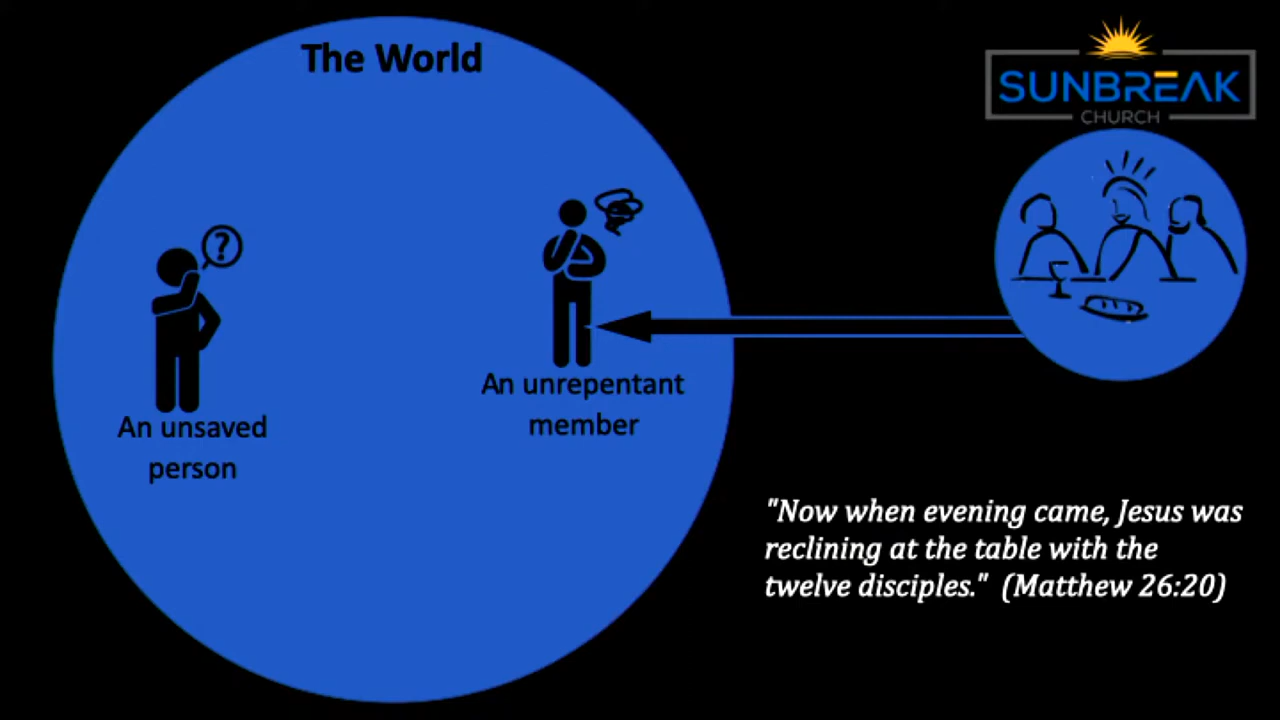 The World
SUNBREAK
CHURCH
?
An unsaved
person
An unrepentant
member
"Now when evening came, Jesus was
reclining at the table with the
twelve disciples." (Matthew 26:20)